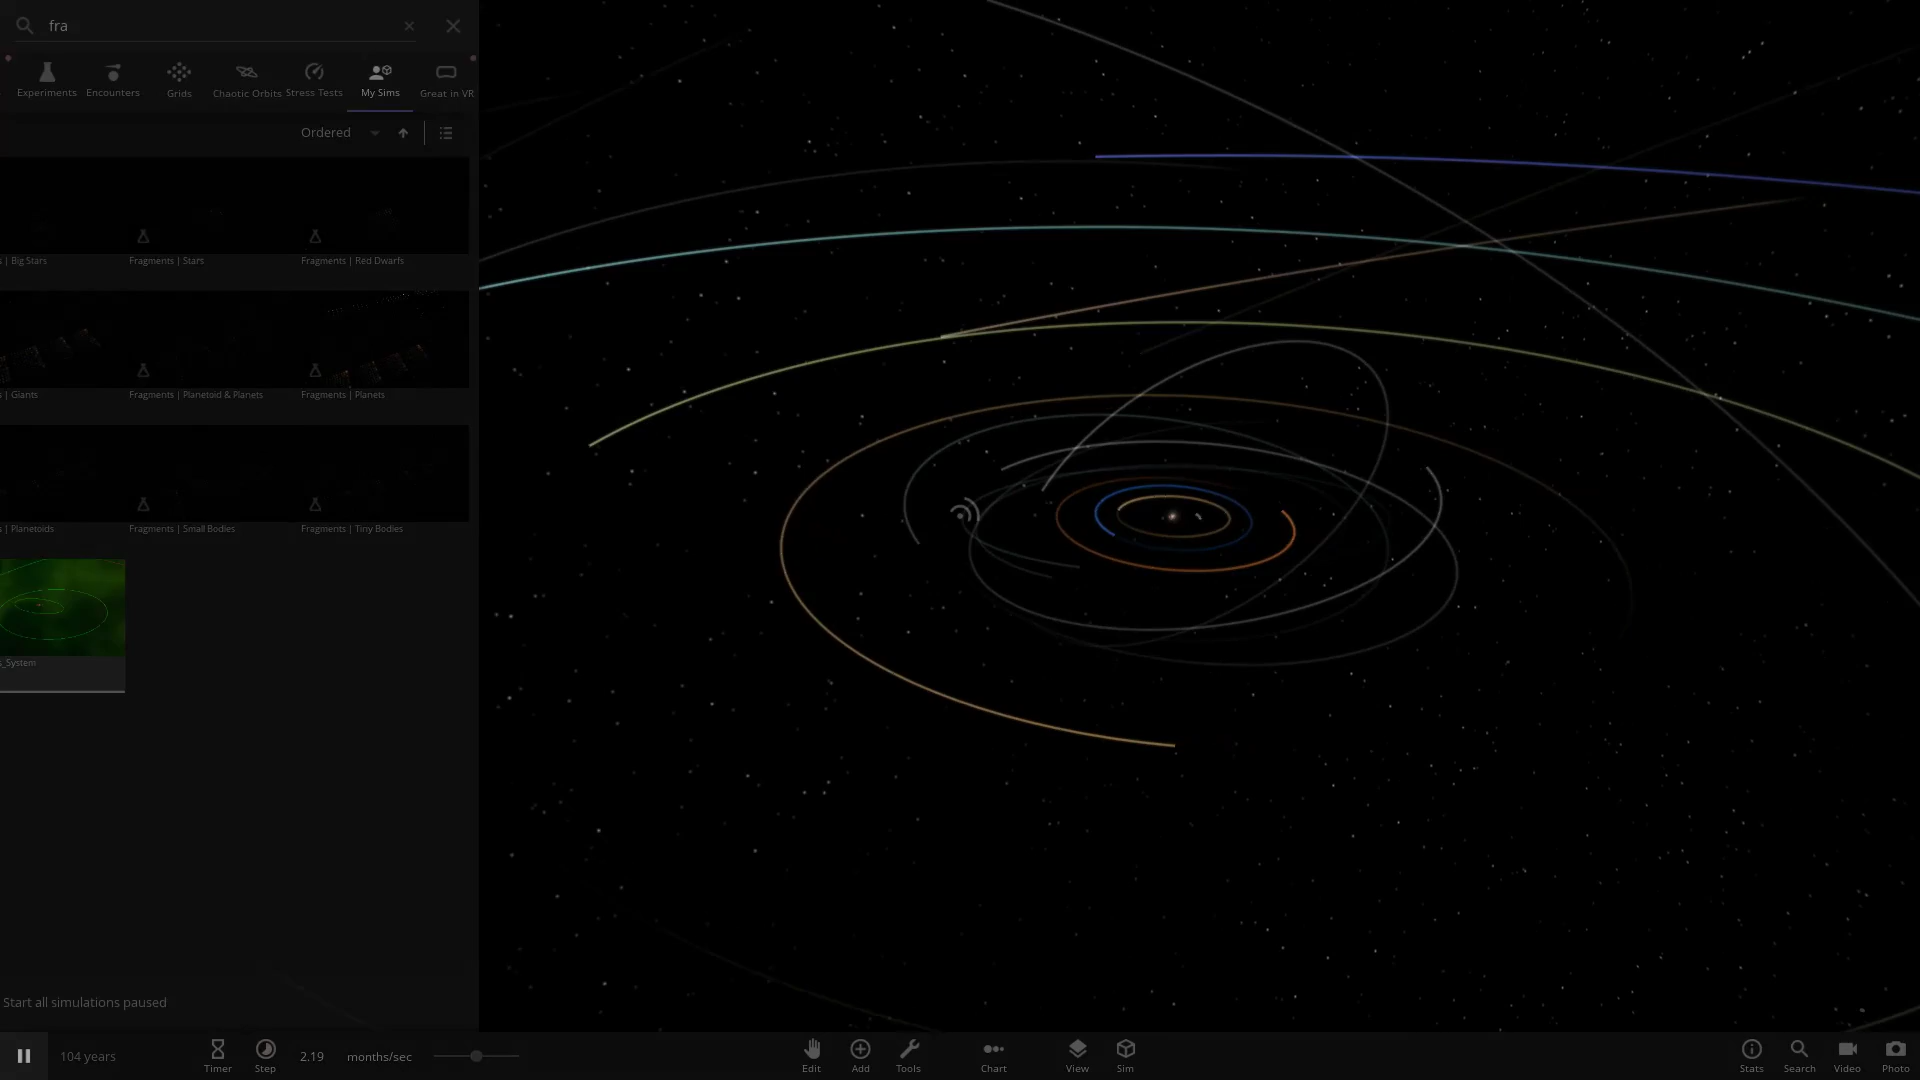 fra
Experiments Encounters Grids Chaotic Orbits Stress Tests My Sims Great in VR
Ordered
s | Big Stars Fragments | Stars Fragments | Red Dwarfs
s | Giants Fragments | Planetoid & Planets Fragments | Planets
s | Planetoids Fragments | Small Bodies Fragments | Tiny Bodies
s_System
Start all simulations paused
104 years Timer Step 2.19 months/sec Edit Add Tools Chart View Sim Stats Search Video Photo